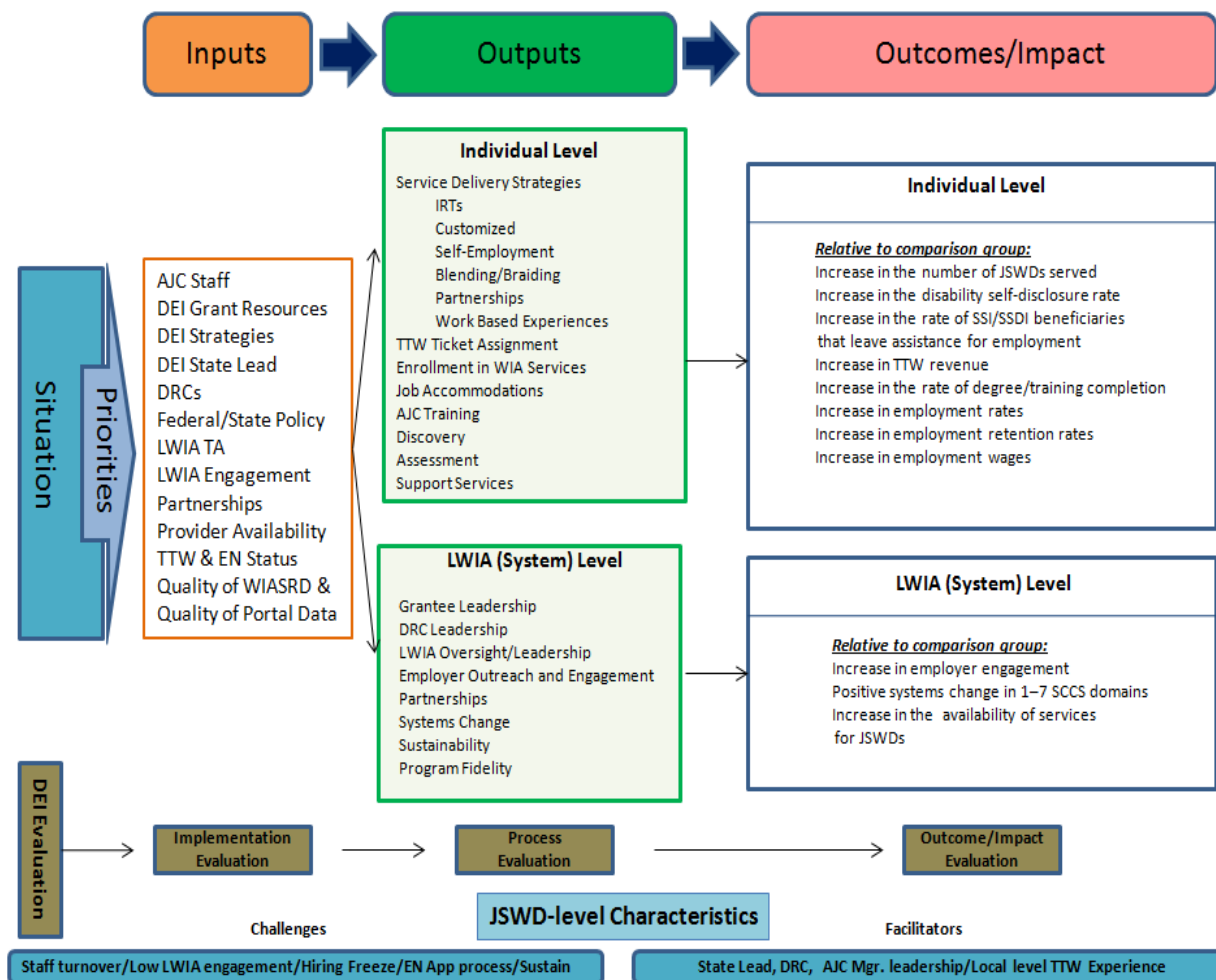 Inputs
Outputs
Outcomes/Impact
Situation
Priorities
AJC Staff
DEI Grant Resources
DEI Strategies
DEI State Lead
DRCs
Federal/State Policy
LWIA TA
LWIA Engagement
Partnerships
Provider Availability
TTW & EN Status
Quality of WIASRD &
Quality of Portal Data
Individual Level
Service Delivery Strategies
IRTs
Customized
Self-Employment
Blending/Braiding
Partnerships
Work Based Experiences
TTW Ticket Assignment
Enrollment in WIA Services
Job Accommodations
AJC Training
Discovery
Assessment
Support Services
LWIA (System) Level
Grantee Leadership
DRC Leadership
LWIA Oversight/Leadership
Employer Outreach and Engagement
Partnerships
Systems Change
Sustainability
Program Fidelity
Individual Level
Relative to comparison group:
Increase in the number of JSWDs served
Increase in the disability self-disclosure rate
Increase in the rate of SSI/SSDI beneficiaries
that leave assistance for employment
Increase in TTW revenue
Increase in the rate of degree/training completion
Increase in employment rates
Increase in employment retention rates
Increase in employment wages
LWIA (System) Level
Relative to comparison group:
Increase in employer engagement
Positive systems change in 1–7 SCCS domains
Increase in the availability of services
for JSWDs
DEI Evaluation
Implementation
Evaluation
Process
Evaluation
Outcome/Impact
Evaluation
JSWD-level Characteristics
Challenges
Facilitators
Staff turnover/Low LWIA engagement/Hiring Freeze/EN App process/Sustain
State Lead, DRC, AJC Mgr. leadership/Local level TTW Experience